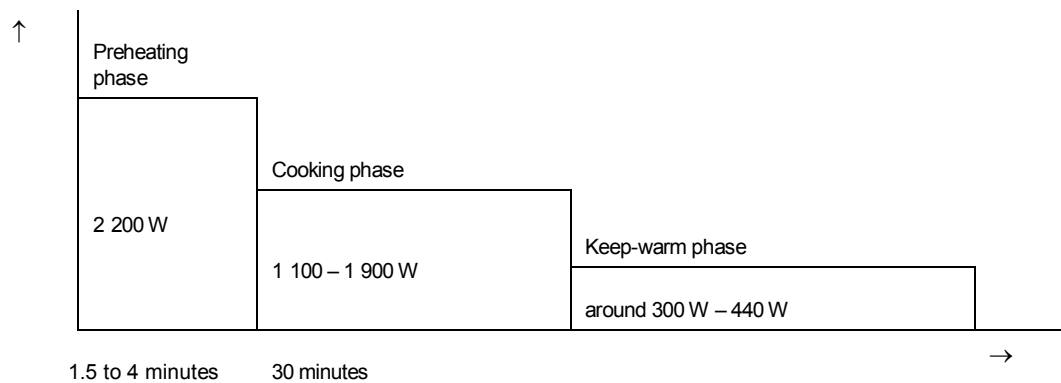 ↑
Preheating
phase
Cooking phase
2 200 W
Keep-warm phase
1 100 – 1 900 W
around 300 W – 440 W
→
1.5 to 4 minutes
30 minutes